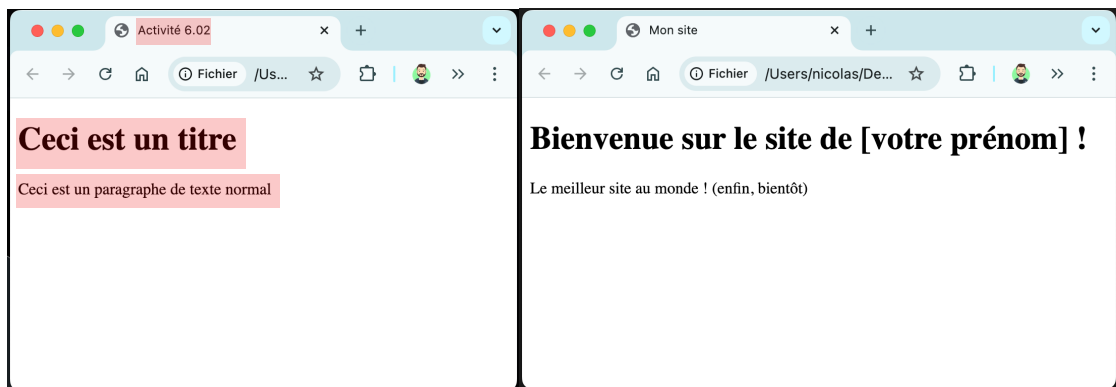 Activité 6.02
Fichier /Us...
Ceci est un titre
Ceci est un paragraphe de texte normal
Mon site
Fichier /Users/nicolas/De...
Bienvenue sur le site de [votre prénom] !
Le meilleur site au monde ! (enfin, bientôt)